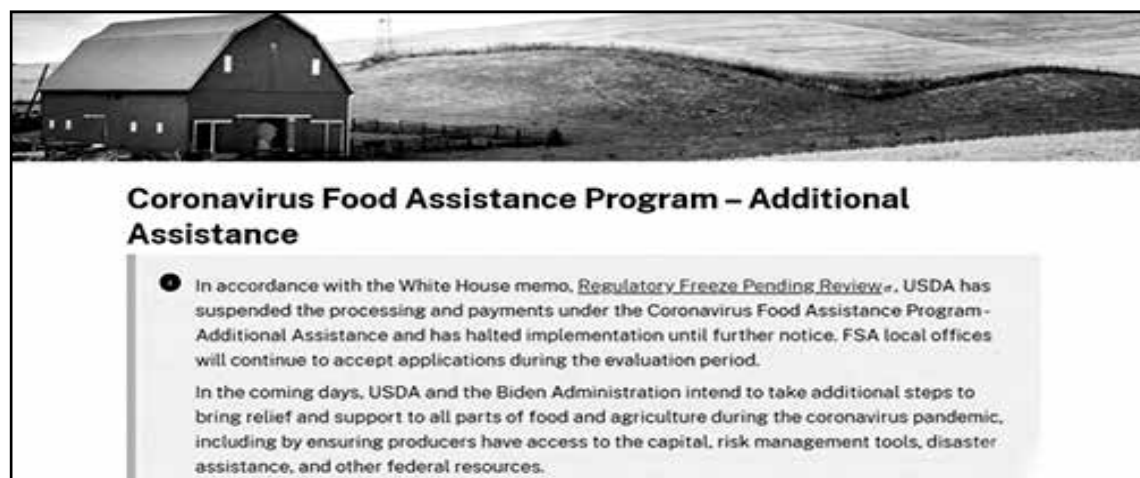 Coronavirus Food Assistance Program – Additional
Assistance
In accordance with the White House memo, Regulatory Freeze Pending Review, USDA has
suspended the processing and payments under the Coronavirus Food Assistance Program-
Additional Assistance and has halted implementation until further notice. FSA local offices
will continue to accept applications during the evaluation period.
In the coming days, USDA and the Biden Administration intend to take additional steps to
bring relief and support to all parts of food and agriculture during the coronavirus pandemic,
including by ensuring producers have access to the capital, risk management tools, disaster
assistance, and other federal resources.